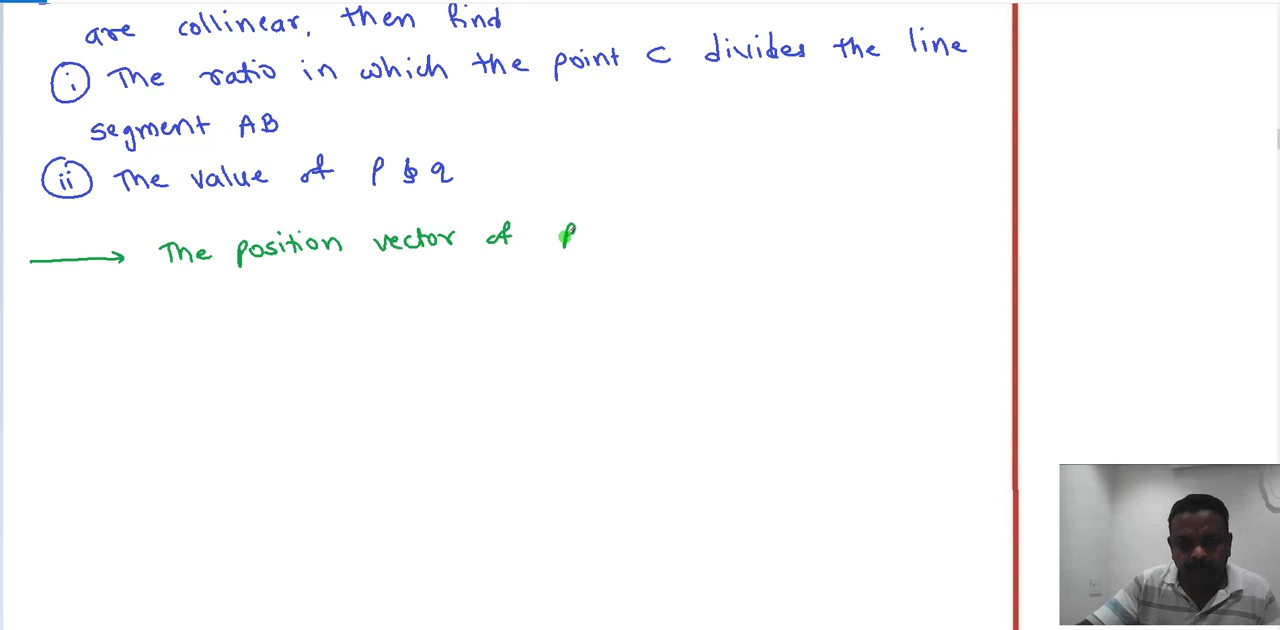 are collinear, then find
(i) The ratio in which the point C divides the line
segment AB
(ii) The value of p & q
→ The position vector of P